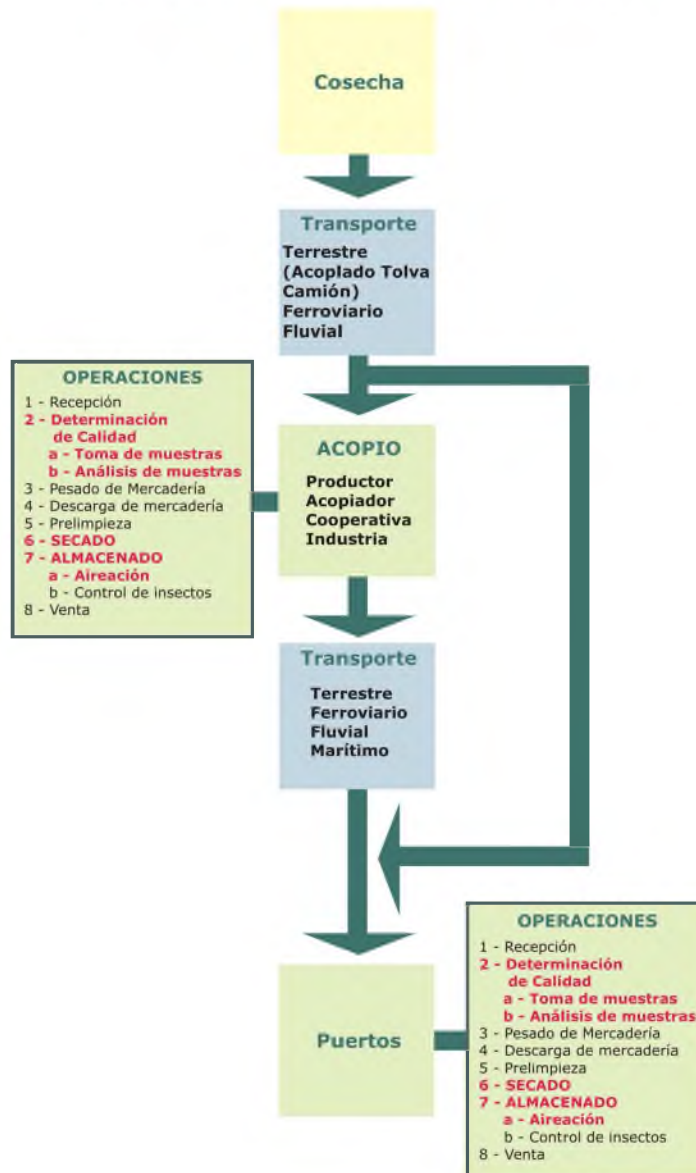 Cosecha
Transporte
Terrestre
(Acoplado Tolva
Camión)
Ferroviario
Fluvial
OPERACIONES
1 - Recepción
2 - Determinación
de Calidad
a - Toma de muestras
b - Análisis de muestras
3 - Pesado de Mercadería
4 - Descarga de mercadería
5 - Prelimpieza
6 - SECADO
7 - ALMACENADO
a - Aireación
b - Control de insectos
8 - Venta
ACOPIO
Productor
Acopiador
Cooperativa
Industria
Transporte
Terrestre
Ferroviario
Fluvial
Marítimo
Puertos
OPERACIONES
1 - Recepción
2 - Determinación
de Calidad
a - Toma de muestras
b - Análisis de muestras
3 - Pesado de Mercadería
4 - Descarga de mercadería
5 - Prelimpieza
6 - SECADO
7 - ALMACENADO
a - Aireación
b - Control de insectos
8 - Venta